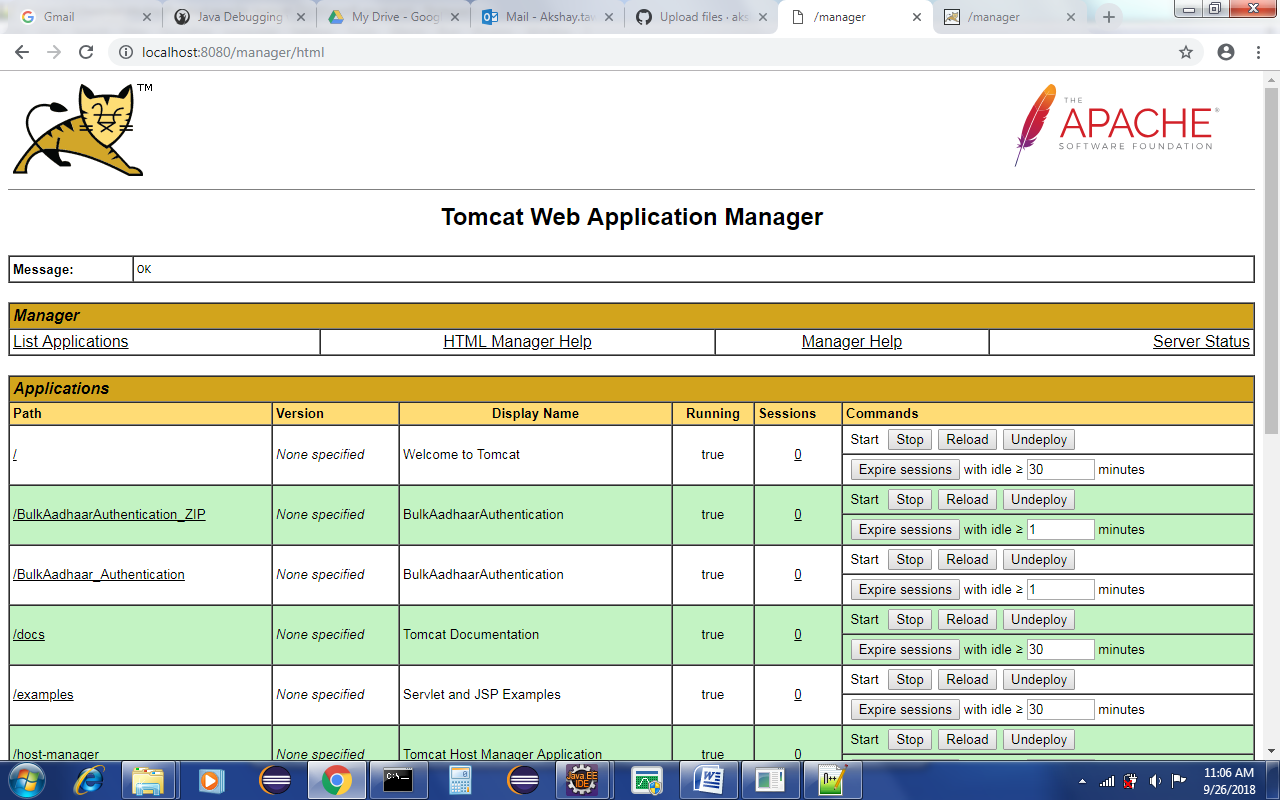 Gmail
Java Debugging
My Drive - Goog
Mail - Akshay.tav
Upload files · aks
/manager
/manager
localhost:8080/manager/html
TM
THE
APACHE®
SOFTWARE FOUNDATION
Tomcat Web Application Manager
Message: OK
Manager
List Applications HTML Manager Help Manager Help Server Status
Applications
Path Version Display Name Running Sessions Commands
/ None specified Welcome to Tomcat true 0 Start Stop Reload Undeploy
Expire sessions with idle ≥ 30 minutes
/BulkAadhaarAuthentication_ZIP None specified BulkAadhaarAuthentication true 0 Start Stop Reload Undeploy
Expire sessions with idle ≥ 1 minutes
/BulkAadhaar_Authentication None specified BulkAadhaarAuthentication true 0 Start Stop Reload Undeploy
Expire sessions with idle ≥ 1 minutes
/docs None specified Tomcat Documentation true 0 Start Stop Reload Undeploy
Expire sessions with idle ≥ 30 minutes
/examples None specified Servlet and JSP Examples true 0 Start Stop Reload Undeploy
Expire sessions with idle ≥ 30 minutes
/host-manager None specified Tomcat Host Manager Application true 0 Start Stop Reload Undeploy
C:\
Java EE
IDE
W
11:06 AM
9/26/2018